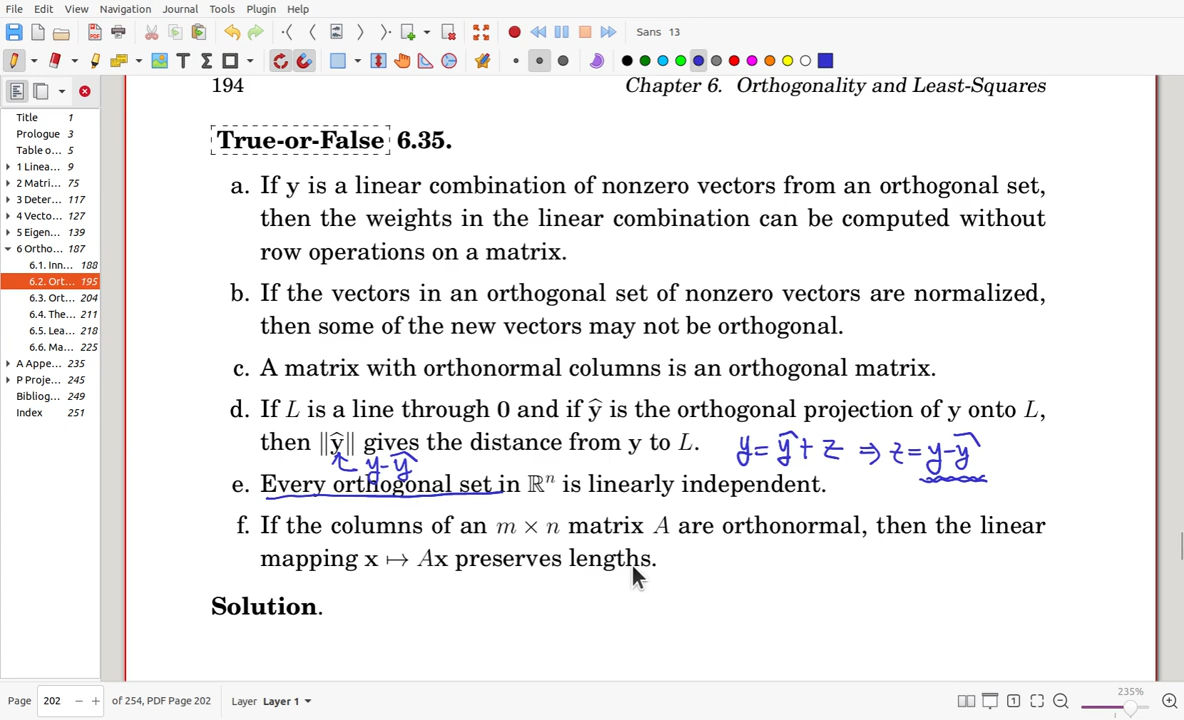 File Edit View Navigation Journal Tools Plugin Help
Sans 13
Title 1
Prologue 3
Table o... 5
1 Linea... 9
2 Matri... 75
3 Deter... 117
4 Vecto... 127
5 Eigen... 139
6 Ortho... 187
6.1. Inn... 188
6.2. Ort... 195
6.3. Ort... 204
6.4. The... 211
6.5. Lea... 218
6.6. Ma... 225
A Appe... 235
P Proje... 245
Bibliog... 249
Index 251
194 Chapter 6. Orthogonality and Least-Squares
True-or-False 6.35.
a. If y is a linear combination of nonzero vectors from an orthogonal set,
then the weights in the linear combination can be computed without
row operations on a matrix.
b. If the vectors in an orthogonal set of nonzero vectors are normalized,
then some of the new vectors may not be orthogonal.
c. A matrix with orthonormal columns is an orthogonal matrix.
d. If L is a line through 0 and if ŷ is the orthogonal projection of y onto L,
then ‖ŷ‖ gives the distance from y to L. y = ŷ + z ⇒ z = y - ŷ
y - ŷ
e. Every orthogonal set in ℝⁿ is linearly independent.
f. If the columns of an m × n matrix A are orthonormal, then the linear
mapping x ↦ Ax preserves lengths.
Solution.
Page 202 of 254, PDF Page 202 Layer Layer 1 235%